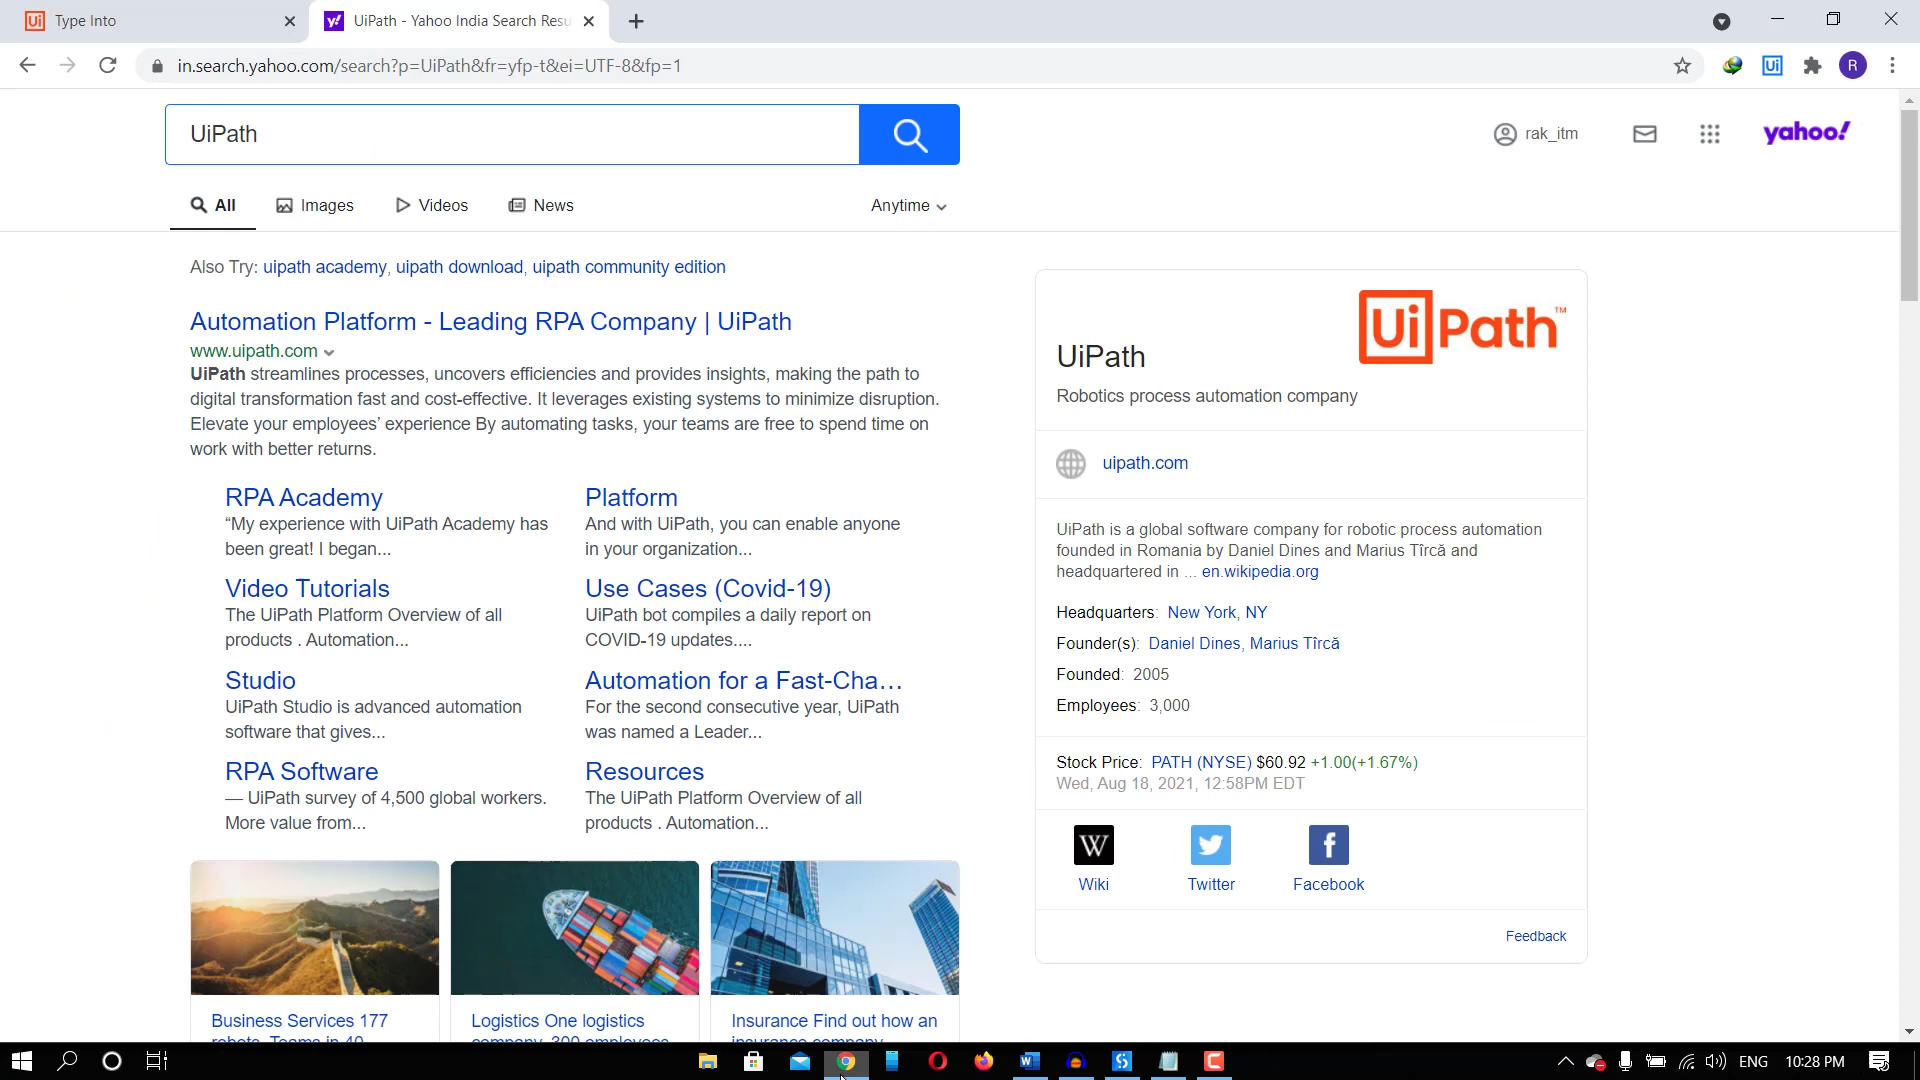 Type Into
UiPath - Yahoo India Search Resu
in.search.yahoo.com/search?p=UiPath&fr=yfp-t&ei=UTF-8&fp=1
Ui
R
UiPath
rak_itm
yahoo!
All
Images
Videos
News
Anytime
Also Try: uipath academy, uipath download, uipath community edition
Automation Platform - Leading RPA Company | UiPath
www.uipath.com
UiPath streamlines processes, uncovers efficiencies and provides insights, making the path to
digital transformation fast and cost-effective. It leverages existing systems to minimize disruption.
Elevate your employees’ experience By automating tasks, your teams are free to spend time on
work with better returns.
RPA Academy
“My experience with UiPath Academy has
been great! I began...
Platform
And with UiPath, you can enable anyone
in your organization...
Video Tutorials
The UiPath Platform Overview of all
products . Automation...
Use Cases (Covid-19)
UiPath bot compiles a daily report on
COVID-19 updates....
Studio
UiPath Studio is advanced automation
software that gives...
Automation for a Fast-Cha...
For the second consecutive year, UiPath
was named a Leader...
RPA Software
— UiPath survey of 4,500 global workers.
More value from...
Resources
The UiPath Platform Overview of all
products . Automation...
Business Services 177
robots. Teams in 40
Logistics One logistics
company, 300 employees
Insurance Find out how an
insurance company
UiPath™
UiPath
Robotics process automation company
uipath.com
UiPath is a global software company for robotic process automation
founded in Romania by Daniel Dines and Marius Tîrcă and
headquartered in ... en.wikipedia.org
Headquarters: New York, NY
Founder(s): Daniel Dines, Marius Tîrcă
Founded: 2005
Employees: 3,000
Stock Price: PATH (NYSE) $60.92 +1.00(+1.67%)
Wed, Aug 18, 2021, 12:58PM EDT
W
Wiki
Twitter
f
Facebook
Feedback
ENG
10:28 PM